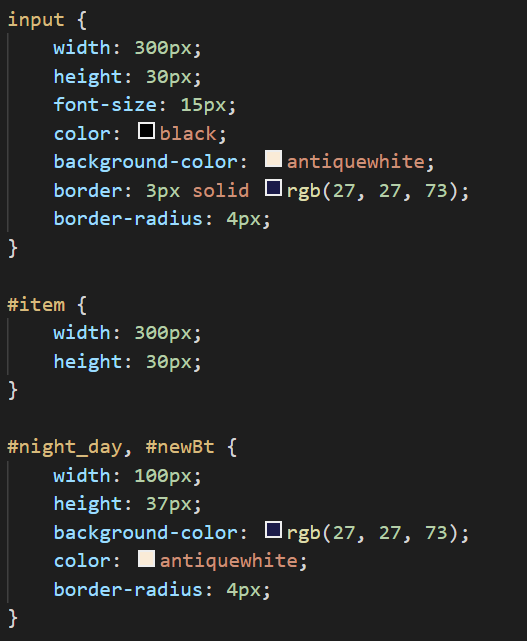 input {
    width: 300px;
    height: 30px;
    font-size: 15px;
    color: black;
    background-color: antiquewhite;
    border: 3px solid rgb(27, 27, 73);
    border-radius: 4px;
}

#item {
    width: 300px;
    height: 30px;
}

#night_day, #newBt {
    width: 100px;
    height: 37px;
    background-color: rgb(27, 27, 73);
    color: antiquewhite;
    border-radius: 4px;
}